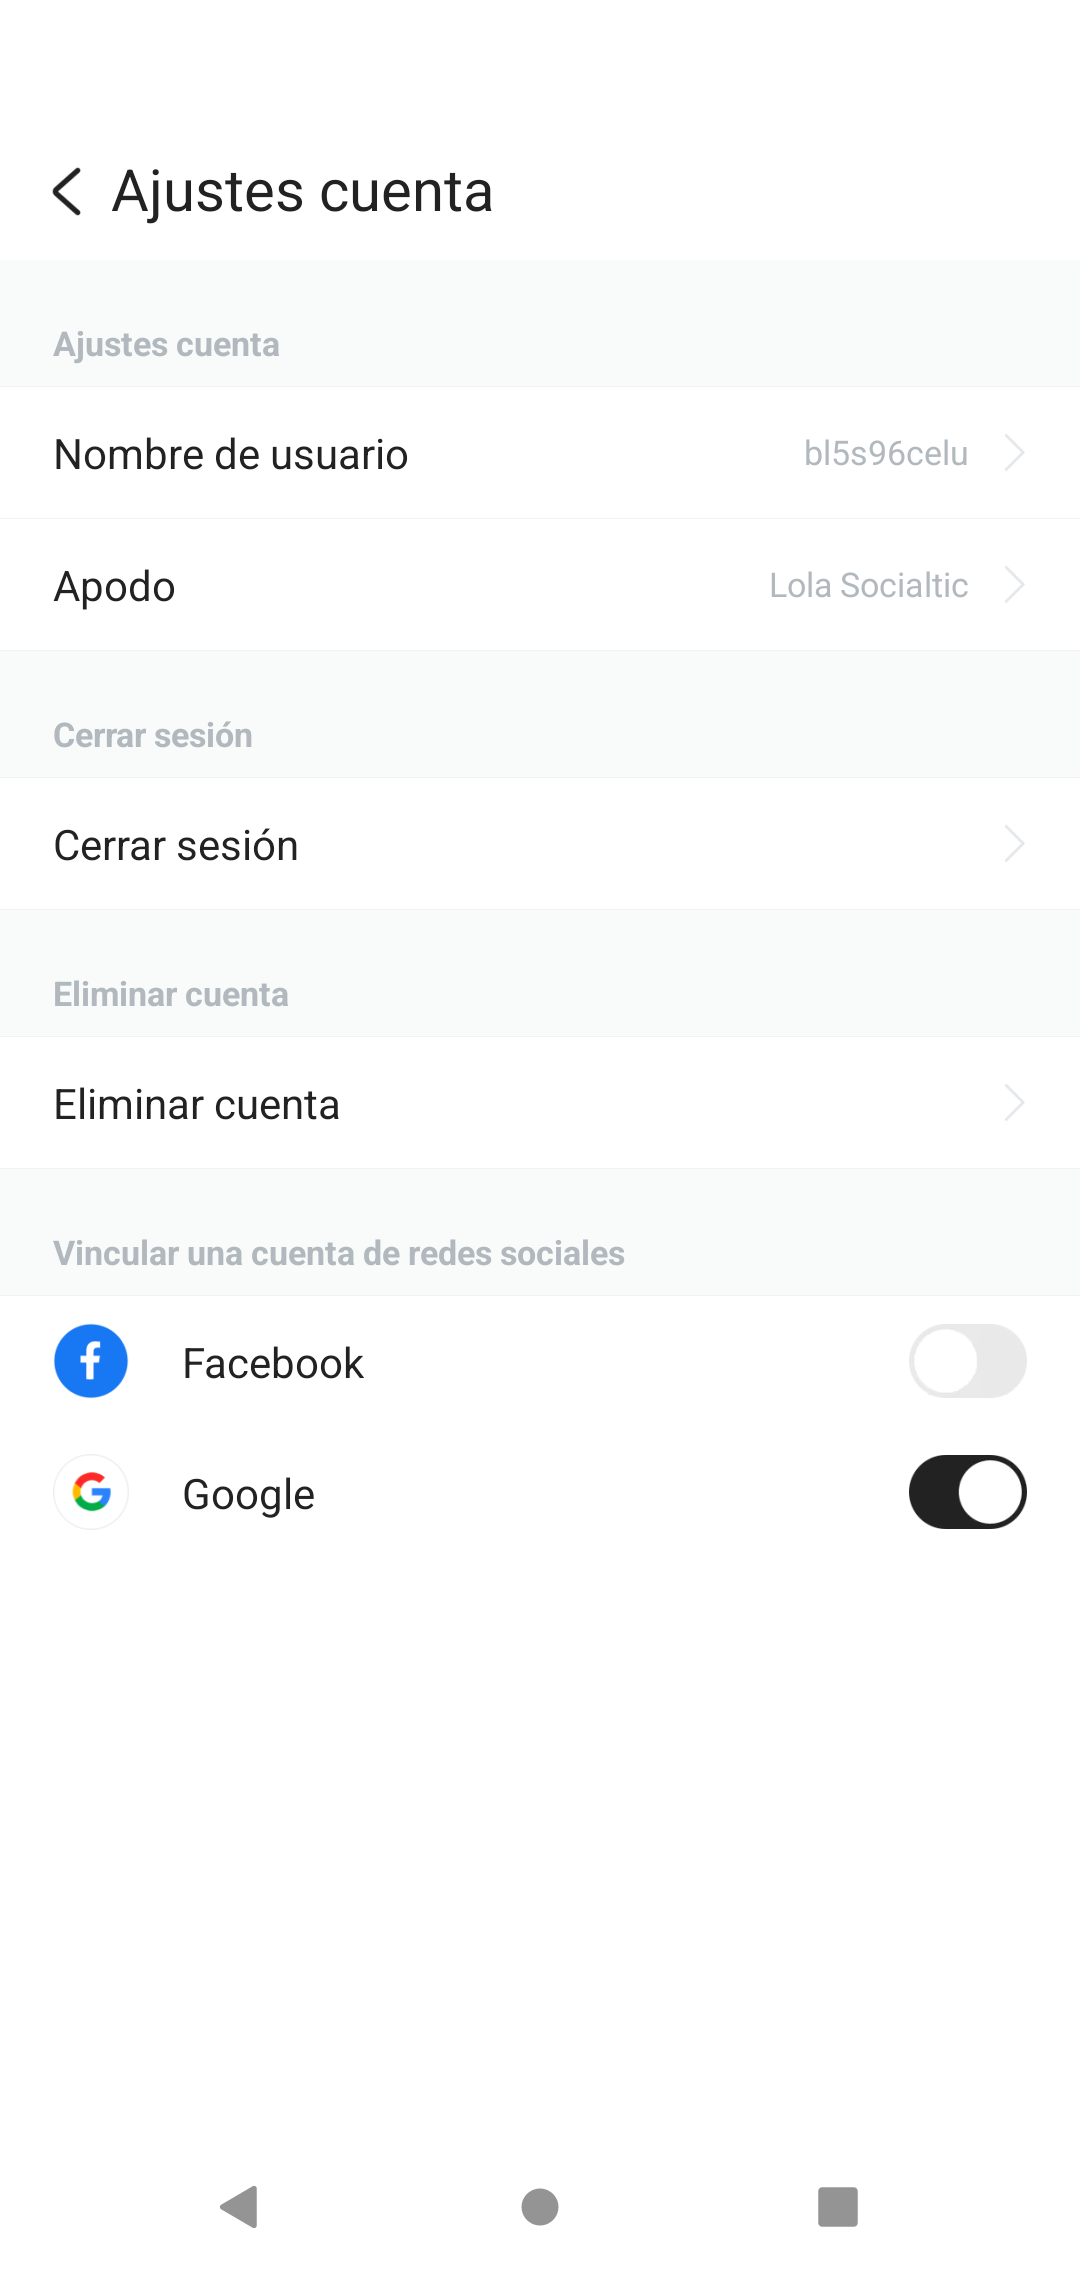 Ajustes cuenta
Ajustes cuenta
Nombre de usuario bl5s96celu
Apodo Lola Socialtic
Cerrar sesión
Cerrar sesión
Eliminar cuenta
Eliminar cuenta
Vincular una cuenta de redes sociales
Facebook
Google